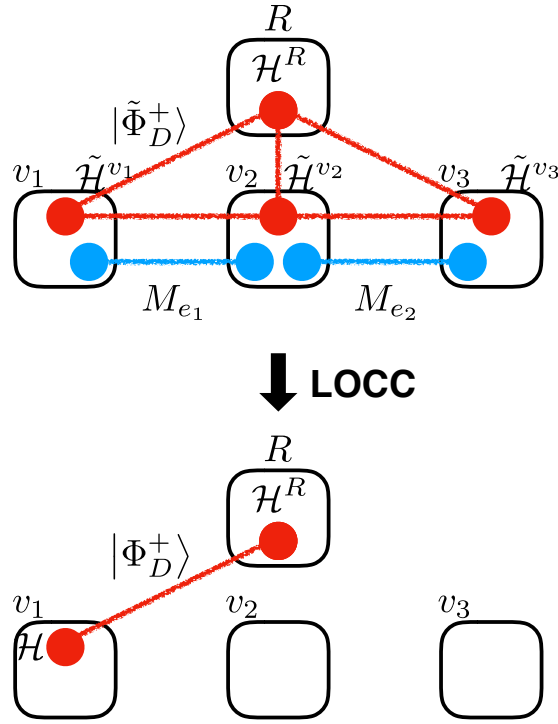 R
ℋ^R
|Φ̃_D^+⟩
v_1 ℋ̃^{v_1} v_2 ℋ̃^{v_2} v_3 ℋ̃^{v_3}
M_{e_1} M_{e_2}
LOCC
R
ℋ^R
|Φ_D^+⟩
v_1 v_2 v_3
ℋ